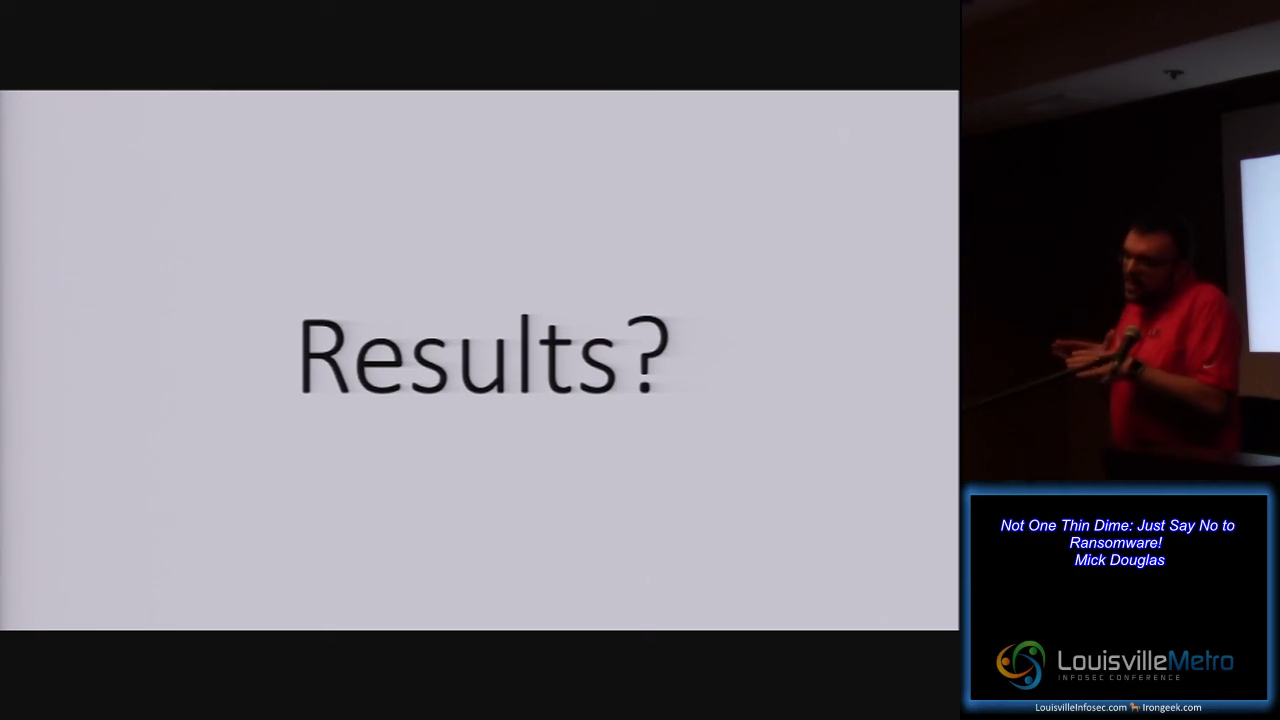 Results?
Not One Thin Dime: Just Say No to
Ransomware!
Mick Douglas
LouisvilleMetro
INFOSEC CONFERENCE
LouisvilleInfosec.com Irongeek.com